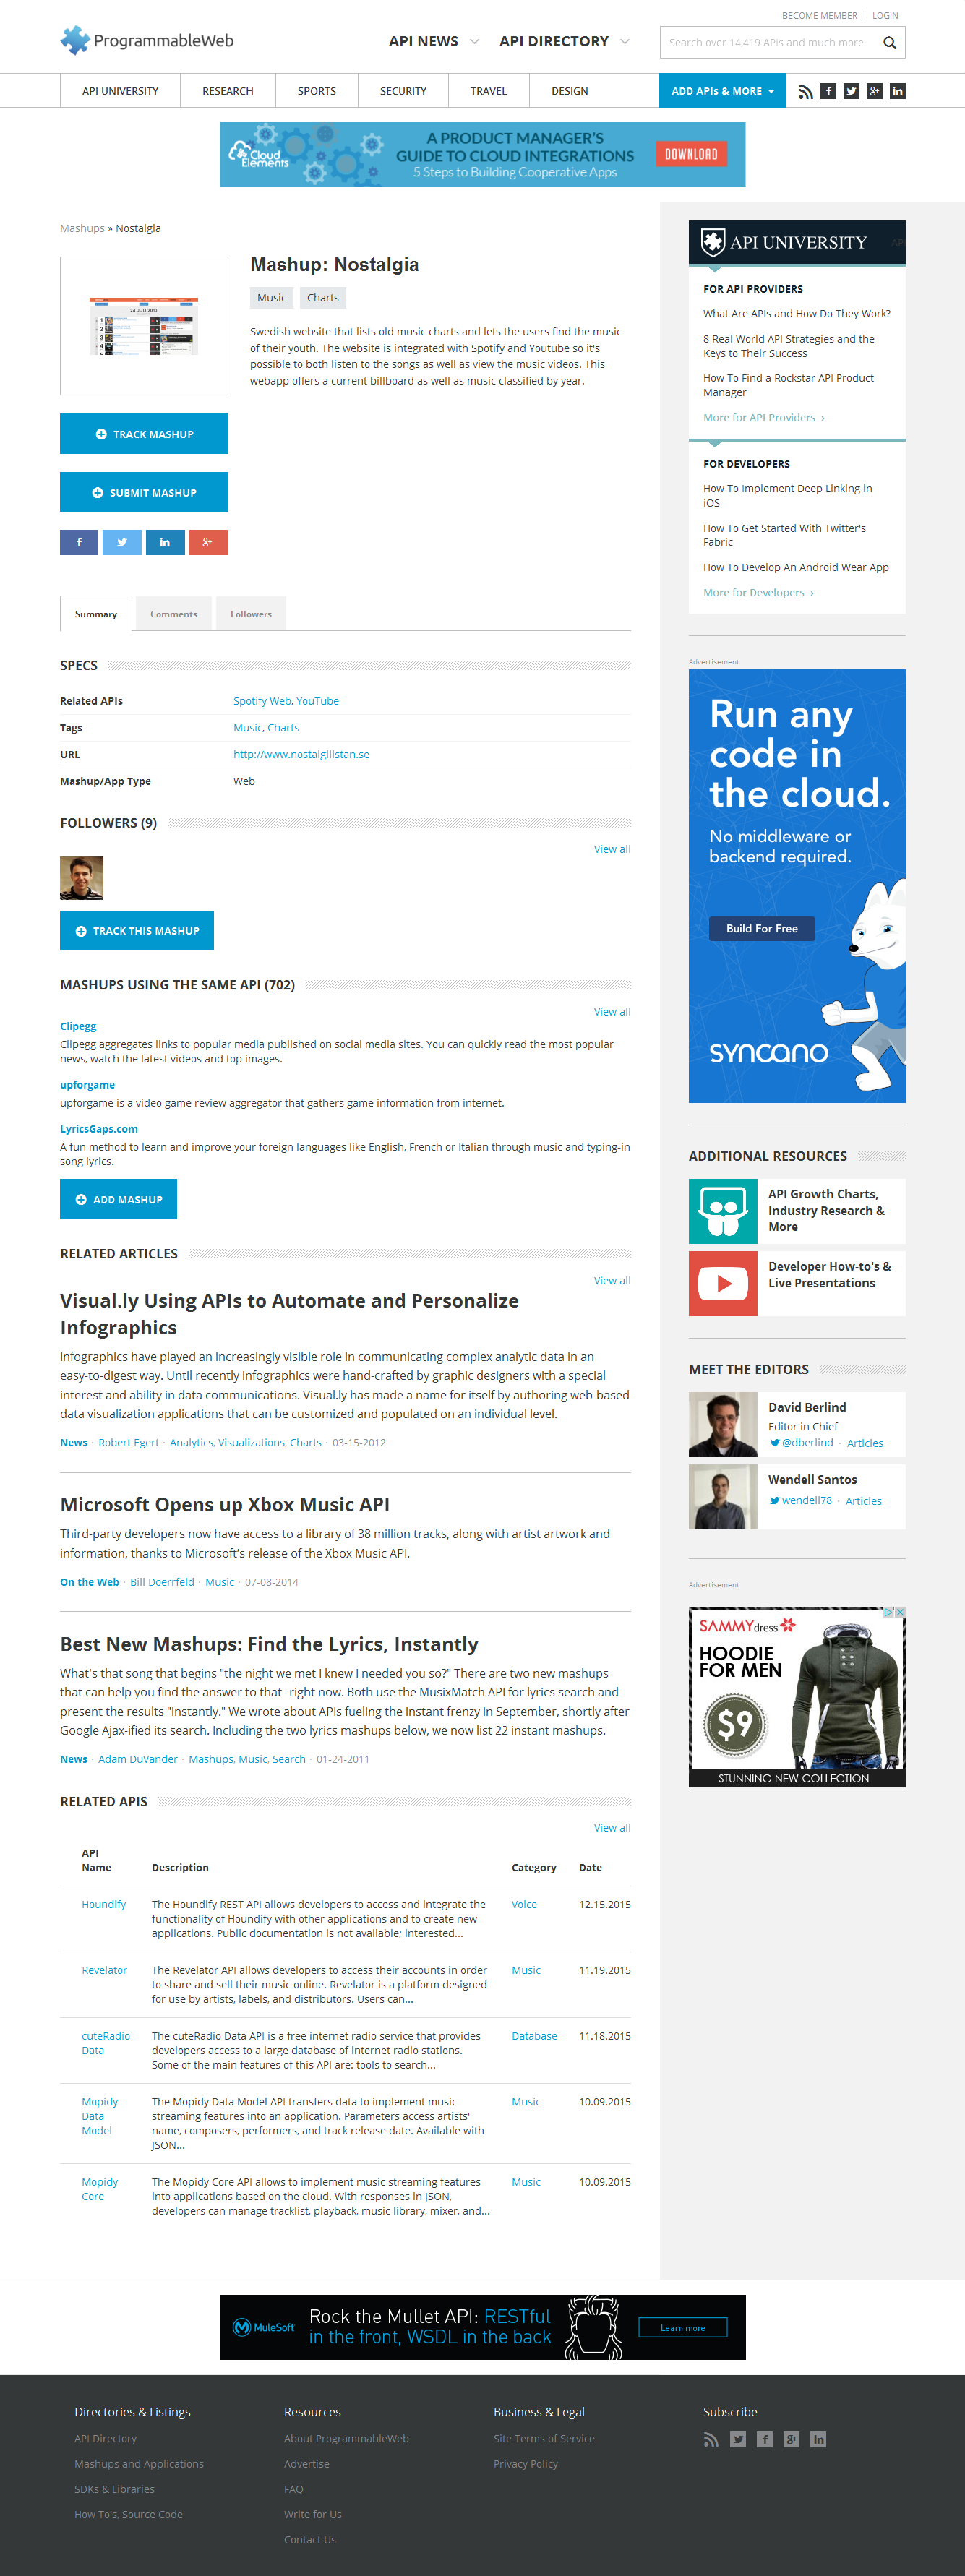 BECOME MEMBER | LOGIN
ProgrammableWeb
API NEWS
API DIRECTORY
Search over 14,419 APIs and much more
API UNIVERSITY
RESEARCH
SPORTS
SECURITY
TRAVEL
DESIGN
ADD APIs & MORE
Cloud Elements
A PRODUCT MANAGER'S
GUIDE TO CLOUD INTEGRATIONS
5 Steps to Building Cooperative Apps
DOWNLOAD
Mashups » Nostalgia
Mashup: Nostalgia
Music
Charts
24 JULI 2015
Swedish website that lists old music charts and lets the users find the music
of their youth. The website is integrated with Spotify and Youtube so it's
possible to both listen to the songs as well as view the music videos. This
webapp offers a current billboard as well as music classified by year.
TRACK MASHUP
SUBMIT MASHUP
Summary
Comments
Followers
SPECS
Related APIs Spotify Web, YouTube
Tags Music, Charts
URL http://www.nostalgilistan.se
Mashup/App Type Web
FOLLOWERS (9)
View all
TRACK THIS MASHUP
MASHUPS USING THE SAME API (702)
View all
Clipegg
Clipegg aggregates links to popular media published on social media sites. You can quickly read the most popular
news, watch the latest videos and top images.
upforgame
upforgame is a video game review aggregator that gathers game information from internet.
LyricsGaps.com
A fun method to learn and improve your foreign languages like English, French or Italian through music and typing-in
song lyrics.
ADD MASHUP
RELATED ARTICLES
View all
Visual.ly Using APIs to Automate and Personalize
Infographics
Infographics have played an increasingly visible role in communicating complex analytic data in an
easy-to-digest way. Until recently infographics were hand-crafted by graphic designers with a special
interest and ability in data communications. Visual.ly has made a name for itself by authoring web-based
data visualization applications that can be customized and populated on an individual level.
News · Robert Egert · Analytics, Visualizations, Charts · 03-15-2012
Microsoft Opens up Xbox Music API
Third-party developers now have access to a library of 38 million tracks, along with artist artwork and
information, thanks to Microsoft's release of the Xbox Music API.
On the Web · Bill Doerrfeld · Music · 07-08-2014
Best New Mashups: Find the Lyrics, Instantly
What's that song that begins "the night we met I knew I needed you so?" There are two new mashups
that can help you find the answer to that--right now. Both use the MusixMatch API for lyrics search and
present the results "instantly." We wrote about APIs fueling the instant frenzy in September, shortly after
Google Ajax-ified its search. Including the two lyrics mashups below, we now list 22 instant mashups.
News · Adam DuVander · Mashups, Music, Search · 01-24-2011
RELATED APIS
View all
API
Name Description Category Date
Houndify The Houndify REST API allows developers to access and integrate the Voice 12.15.2015
functionality of Houndify with other applications and to create new
applications. Public documentation is not available; interested...
Revelator The Revelator API allows developers to access their accounts in order Music 11.19.2015
to share and sell their music online. Revelator is a platform designed
for use by artists, labels, and distributors. Users can...
cuteRadio The cuteRadio Data API is a free internet radio service that provides Database 11.18.2015
Data developers access to a large database of internet radio stations.
Some of the main features of this API are: tools to search...
Mopidy The Mopidy Data Model API transfers data to implement music Music 10.09.2015
Data streaming features into an application. Parameters access artists'
Model name, composers, performers, and track release date. Available with
JSON...
Mopidy The Mopidy Core API allows to implement music streaming features Music 10.09.2015
Core into applications based on the cloud. With responses in JSON,
developers can manage tracklist, playback, music library, mixer, and...
API UNIVERSITY
FOR API PROVIDERS
What Are APIs and How Do They Work?
8 Real World API Strategies and the
Keys to Their Success
How To Find a Rockstar API Product
Manager
More for API Providers ›
FOR DEVELOPERS
How To Implement Deep Linking in
iOS
How To Get Started With Twitter's
Fabric
How To Develop An Android Wear App
More for Developers ›
Advertisement
Run any
code in
the cloud.
No middleware or
backend required.
Build For Free
syncano
ADDITIONAL RESOURCES
API Growth Charts,
Industry Research &
More
Developer How-to's &
Live Presentations
MEET THE EDITORS
David Berlind
Editor in Chief
@dberlind · Articles
Wendell Santos
wendell78 · Articles
Advertisement
SAMMYdress
HOODIE
FOR MEN
$9
STUNNING NEW COLLECTION
MuleSoft
Rock the Mullet API: RESTful
in the front, WSDL in the back
Learn more
Directories & Listings
API Directory
Mashups and Applications
SDKs & Libraries
How To's, Source Code
Resources
About ProgrammableWeb
Advertise
FAQ
Write for Us
Contact Us
Business & Legal
Site Terms of Service
Privacy Policy
Subscribe